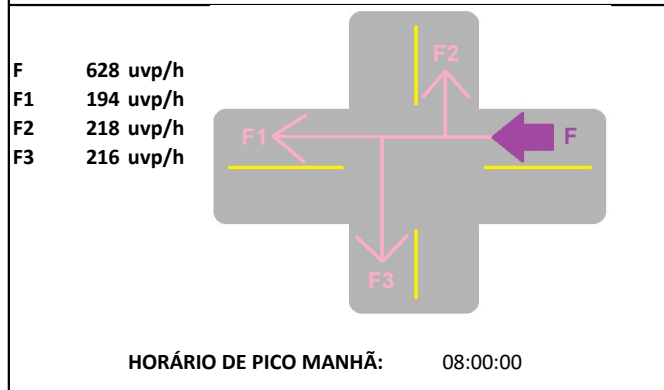 F 628 uvp/h
F1 194 uvp/h
F2 218 uvp/h
F3 216 uvp/h
F2
F1
F
F3
HORÁRIO DE PICO MANHÃ: 08:00:00